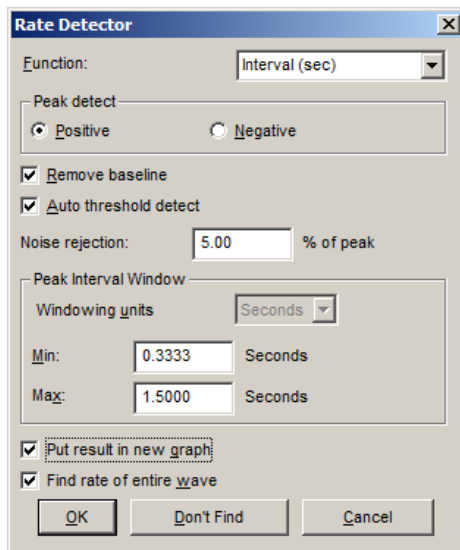 Rate Detector
Function: Interval (sec)
Peak detect
Positive Negative
Remove baseline
Auto threshold detect
Noise rejection: 5.00 % of peak
Peak Interval Window
Windowing units Seconds
Min: 0.3333 Seconds
Max: 1.5000 Seconds
Put result in new graph
Find rate of entire wave
OK Don't Find Cancel